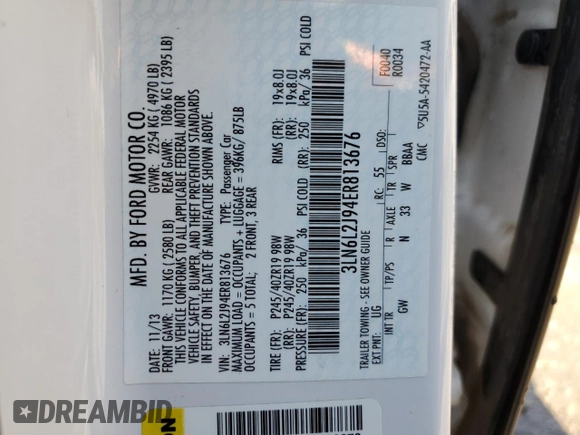 MFD. BY FORD MOTOR CO.
DATE: 11/13 GVWR: 2254 KG ( 4970 LB)
FRONT GAWR: 1170 KG ( 2580 LB) REAR GAWR: 1086 KG ( 2395 LB)
THIS VEHICLE CONFORMS TO ALL APPLICABLE FEDERAL MOTOR
VEHICLE SAFETY, BUMPER, AND THEFT PREVENTION STANDARDS
IN EFFECT ON THE DATE OF MANUFACTURE SHOWN ABOVE.
VIN: 3LN6L2J94ER813676 TYPE: Passenger Car
MAXIMUM LOAD = OCCUPANTS + LUGGAGE = 396KG/ 875LB
OCCUPANTS = 5 TOTAL: 2 FRONT, 3 REAR
TIRE (FR): P245/40ZR19 98W RIMS (FR): 19x8.0J
(RR): P245/40ZR19 98W (RR): 19x8.0J
PRESSURE (FR): 250 kPa/ 36 PSI COLD (RR): 250 kPa/ 36 PSI COLD
3LN6L2J94ER813676
TRAILER TOWING - SEE OWNER GUIDE
F0040
R0034
EXT PNT: UG RC: 55 DSO:
INT TR TP/PS R AXLE TR SPR
GW N 33 W BBAA
CMC
▽5U5A-5420472-AA
DREAMBID